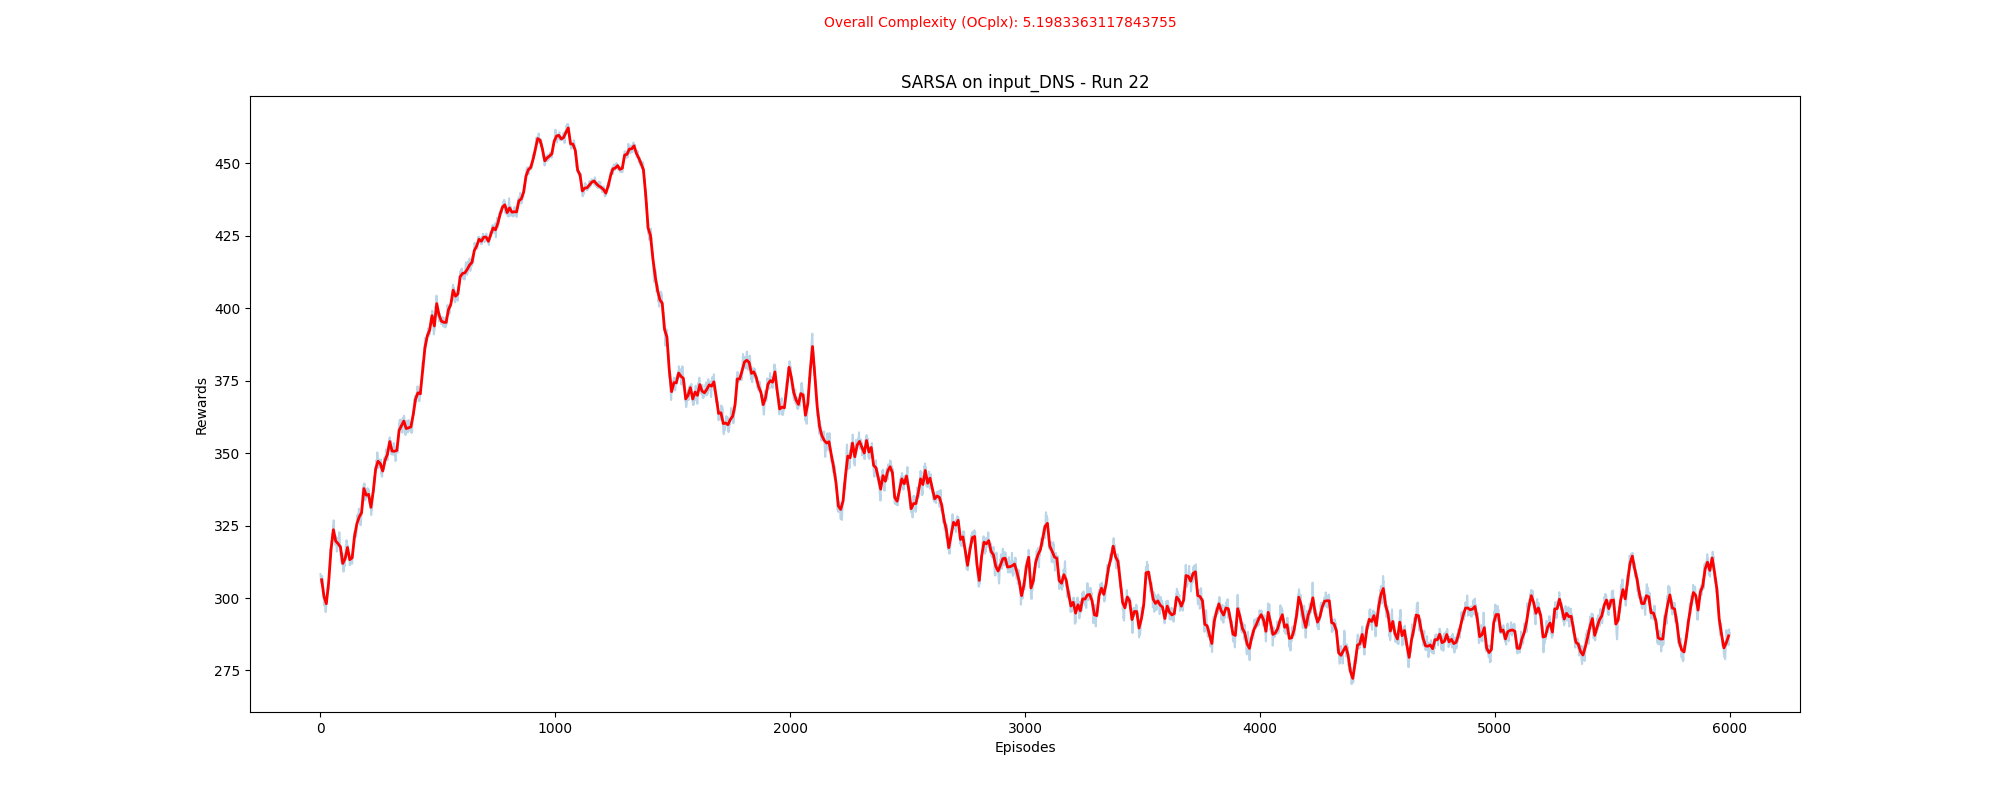 Overall Complexity (OCplx): 5.1983363117843755
SARSA on input_DNS - Run 22
450
425
400
375
350
325
300
275
Rewards
0 1000 2000 3000 4000 5000 6000
Episodes